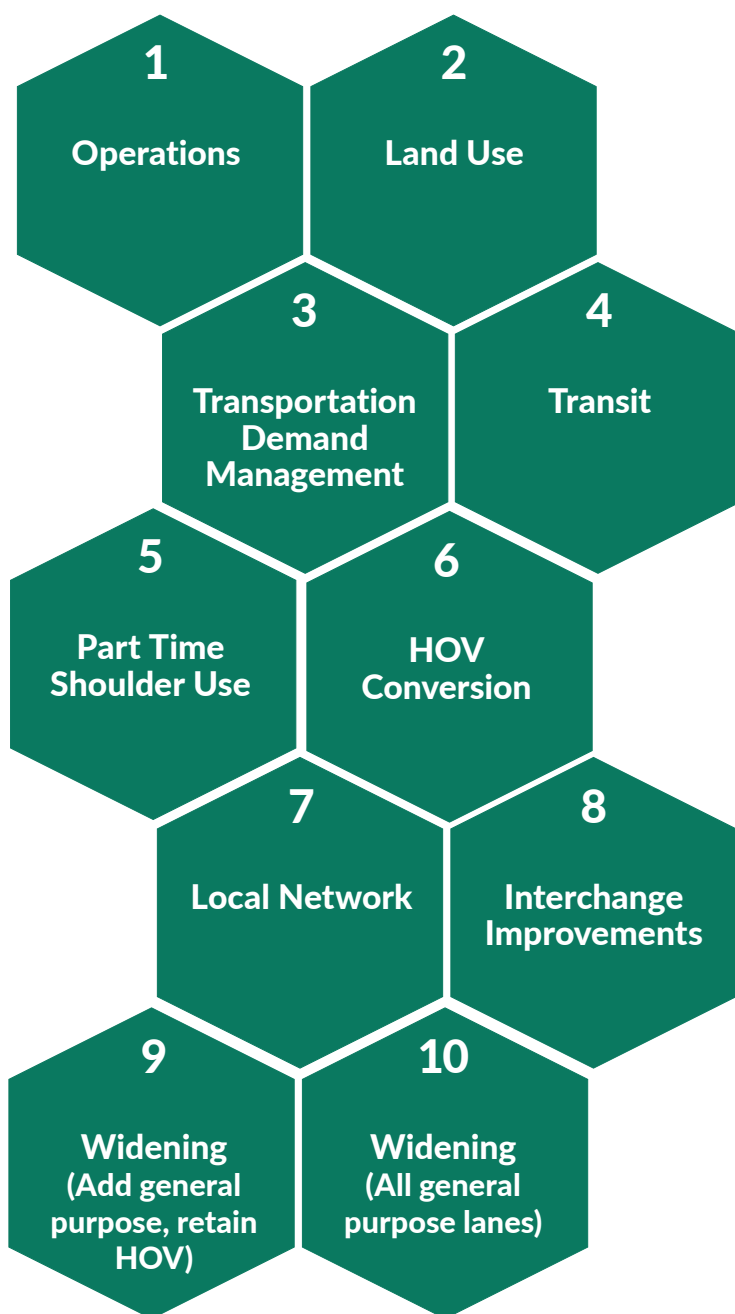 1
Operations
2
Land Use
3
Transportation
Demand
Management
4
Transit
5
Part Time
Shoulder Use
6
HOV
Conversion
7
Local Network
8
Interchange
Improvements
9
Widening
(Add general
purpose, retain
HOV)
10
Widening
(All general
purpose lanes)